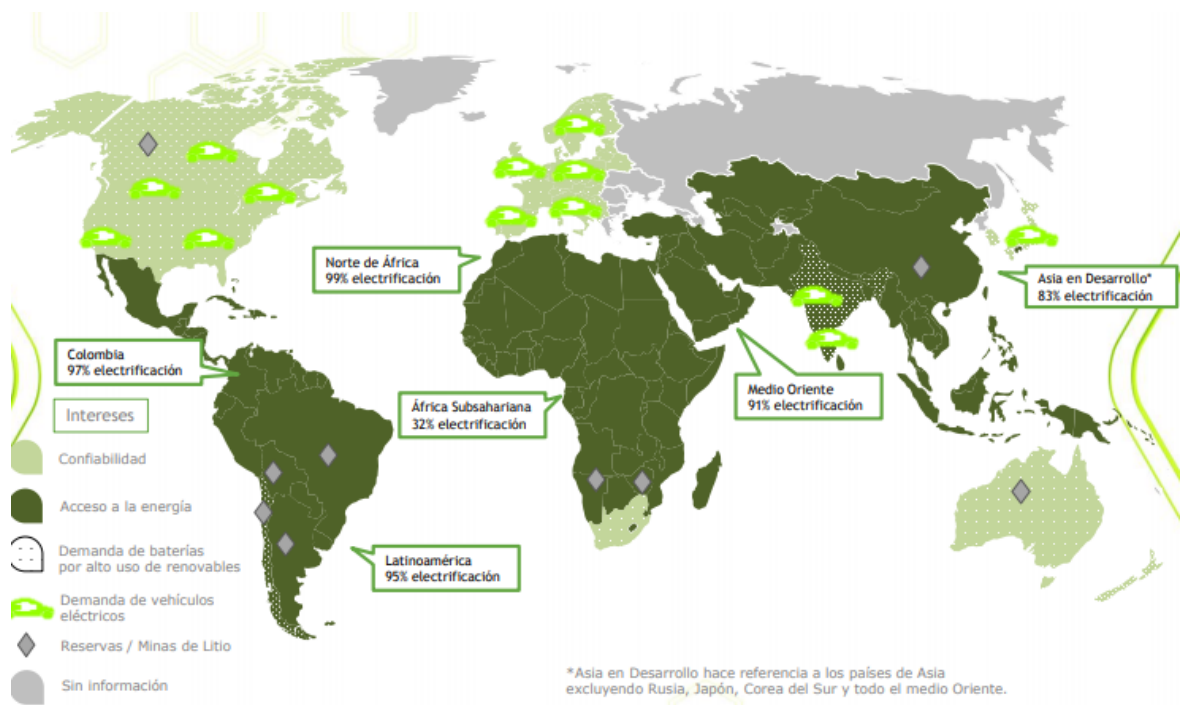 Norte de África
99% electrificación
Asia en Desarrollo*
83% electrificación
Colombia
97% electrificación
África Subsahariana
32% electrificación
Medio Oriente
91% electrificación
Intereses
Confiabilidad
Acceso a la energía
Demanda de baterías
por alto uso de renovables
Latinoamérica
95% electrificación
Demanda de vehículos
eléctricos
Reservas / Minas de Litio
Sin información
*Asia en Desarrollo hace referencia a los países de Asia
excluyendo Rusia, Japón, Corea del Sur y todo el medio Oriente.